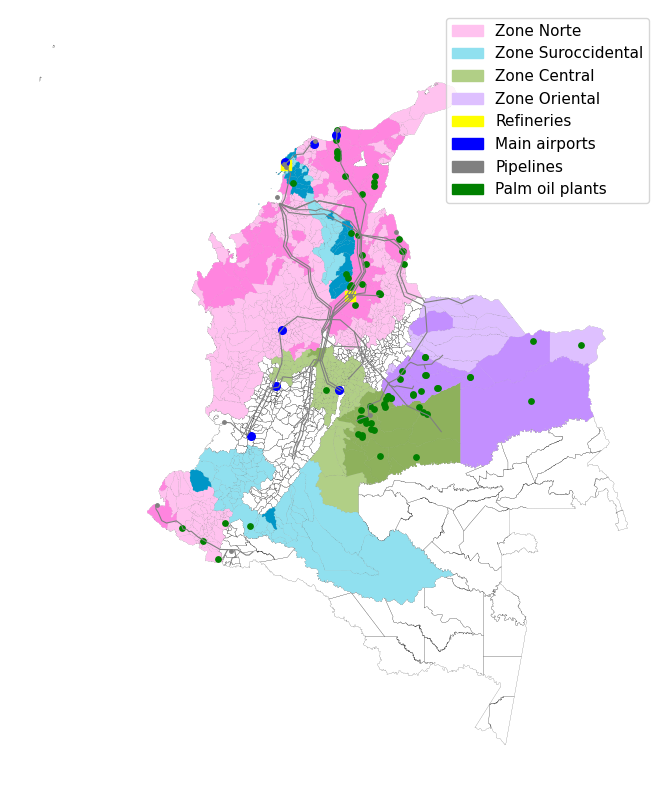 Zone Norte
Zone Suroccidental
Zone Central
Zone Oriental
Refineries
Main airports
Pipelines
Palm oil plants